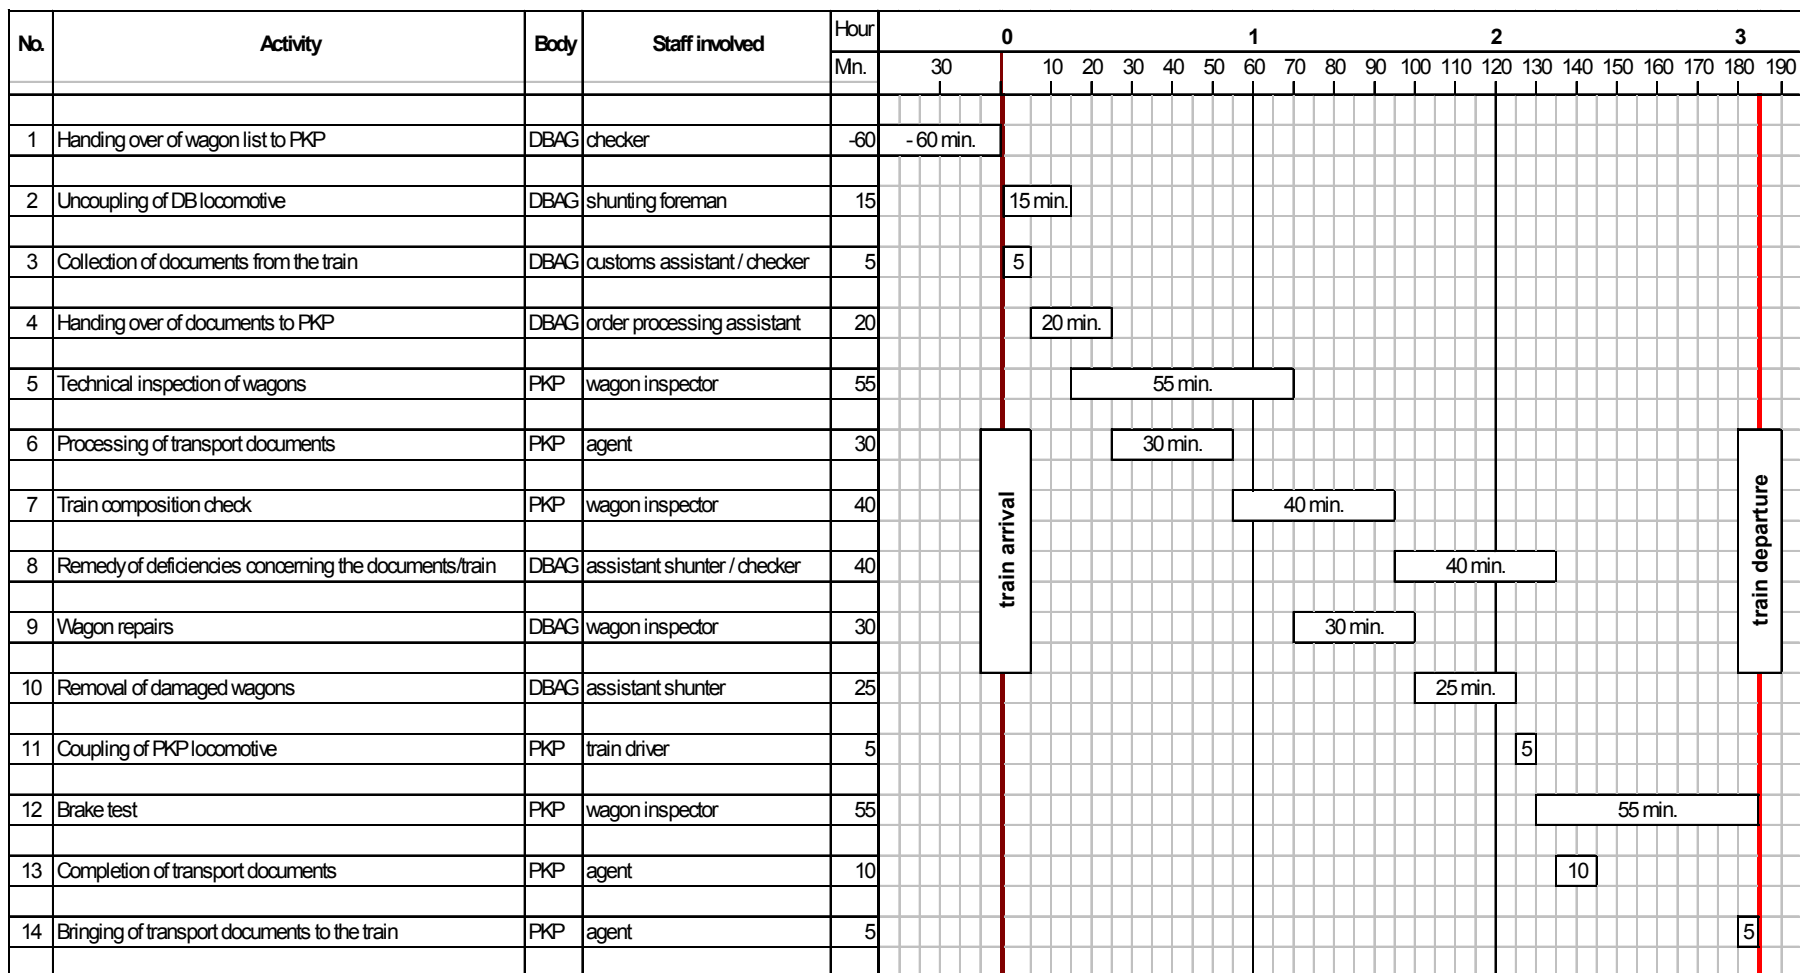 No. Activity Body Staff involved Hour 0 1 2 3
Mn. 30 10 20 30 40 50 60 70 80 90 100 110 120 130 140 150 160 170 180 190
1 Handing over of wagon list to PKP DBAG checker -60 - 60 min.
2 Uncoupling of DB locomotive DBAG shunting foreman 15 15 min.
3 Collection of documents from the train DBAG customs assistant / checker 5 5
4 Handing over of documents to PKP DBAG order processing assistant 20 20 min.
5 Technical inspection of wagons PKP wagon inspector 55 55 min.
6 Processing of transport documents PKP agent 30 30 min.
7 Train composition check PKP wagon inspector 40 40 min.
8 Remedy of deficiencies concerning the documents/train DBAG assistant shunter / checker 40 40 min.
9 Wagon repairs DBAG wagon inspector 30 30 min.
10 Removal of damaged wagons DBAG assistant shunter 25 25 min.
11 Coupling of PKP locomotive PKP train driver 5 5
12 Brake test PKP wagon inspector 55 55 min.
13 Completion of transport documents PKP agent 10 10
14 Bringing of transport documents to the train PKP agent 5 5
train arrival
train departure